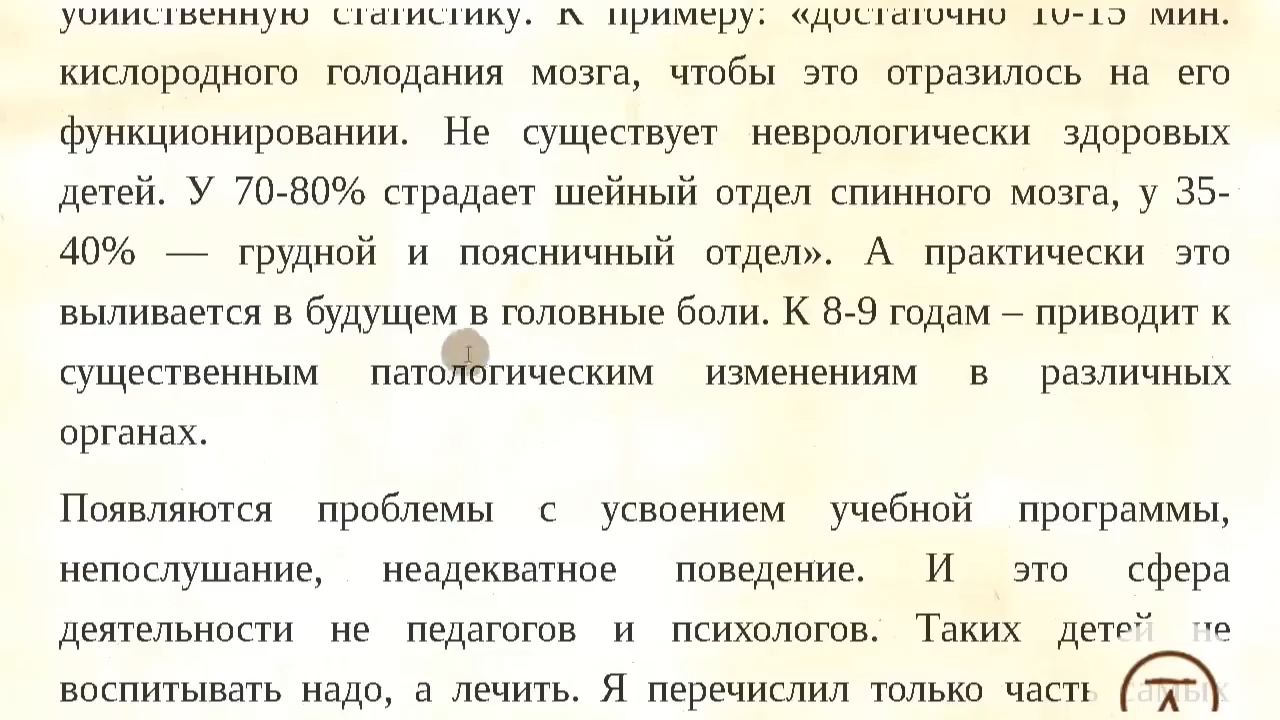 убийственную статистику. К примеру: «достаточно 10-15 мин.
кислородного голодания мозга, чтобы это отразилось на его
функционировании. Не существует неврологически здоровых
детей. У 70-80% страдает шейный отдел спинного мозга, у 35-
40% — грудной и поясничный отдел». А практически это
выливается в будущем в головные боли. К 8-9 годам – приводит к
существенным патологическим изменениям в различных
органах.
Появляются проблемы с усвоением учебной программы,
непослушание, неадекватное поведение. И это сфера
деятельности не педагогов и психологов. Таких детей не
воспитывать надо, а лечить. Я перечислил только часть самых